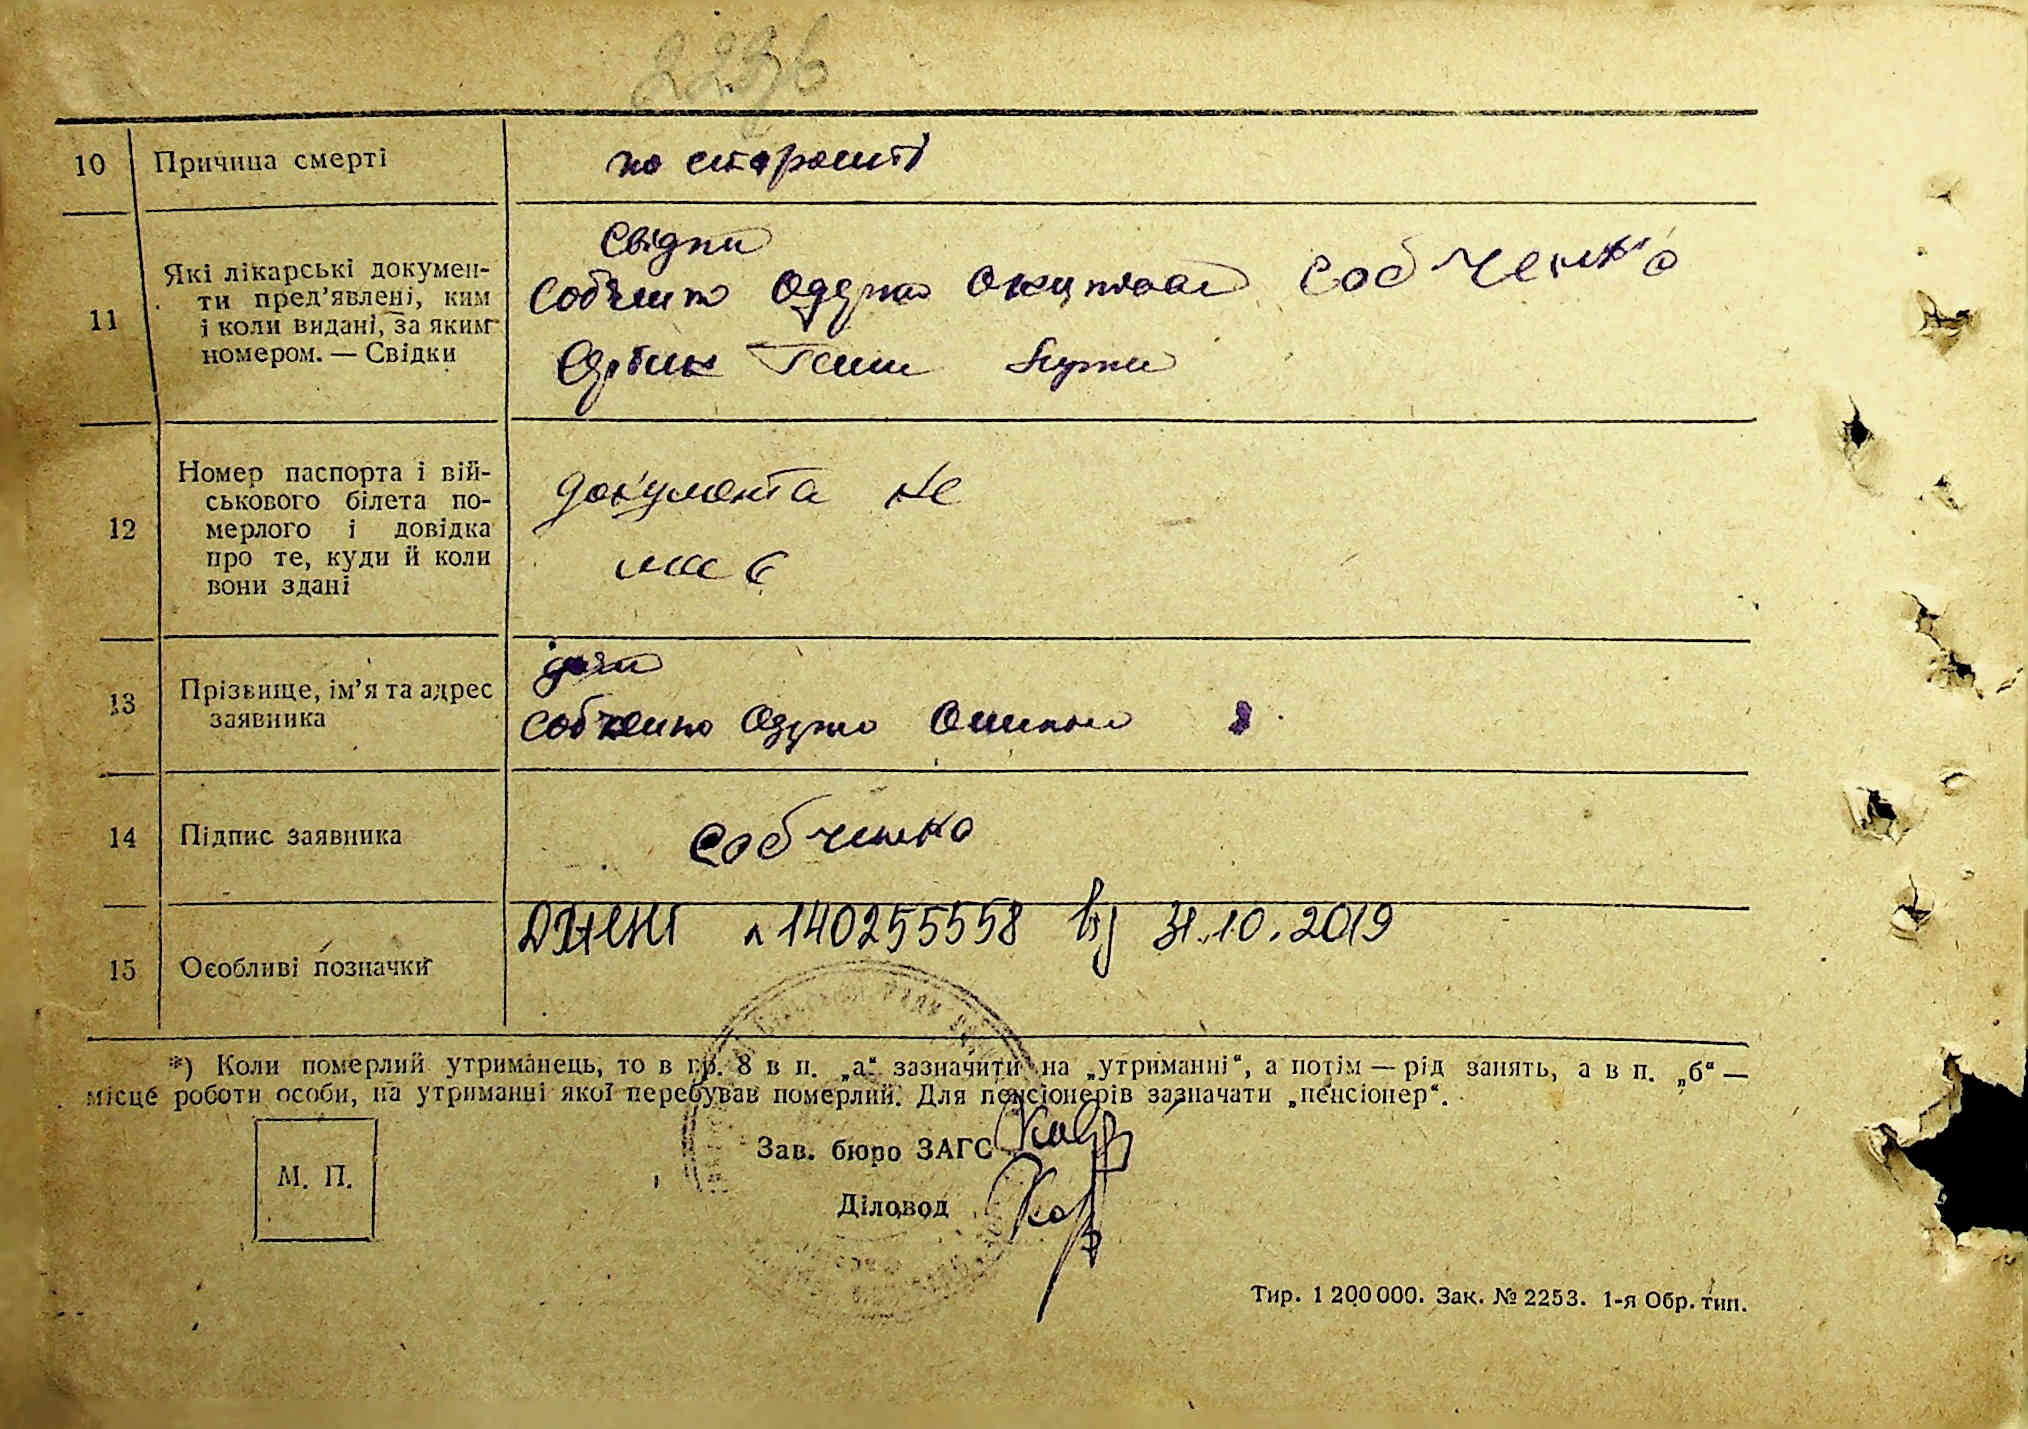 2236
10 Причина смерті по старості
11 Які лікарські докумен-
ти пред'явлені, ким
і коли видані, за яким
номером. — Свідки
Свідки
Собченко Собченко
12 Номер паспорта і вій-
ськового білета по-
мерлого і довідка
про те, куди й коли
вони здані
документа не
має
13 Прізвище, ім'я та адрес
заявника
Собченко
14 Підпис заявника Собченко
15 Особливі позначки
140255558 від 31.10.2019
*) Коли померлий утриманець, то в гр. 8 в п. „а" зазначити на „утриманні", а потім — рід занять, а в п. „б" —
місце роботи особи, на утриманні якої перебував померлий. Для пенсіонерів зазначати „пенсіонер".
Зав. бюро ЗАГС
М. П.
Діловод
Тир. 1 200 000. Зак. № 2253. 1-я Обр. тип.